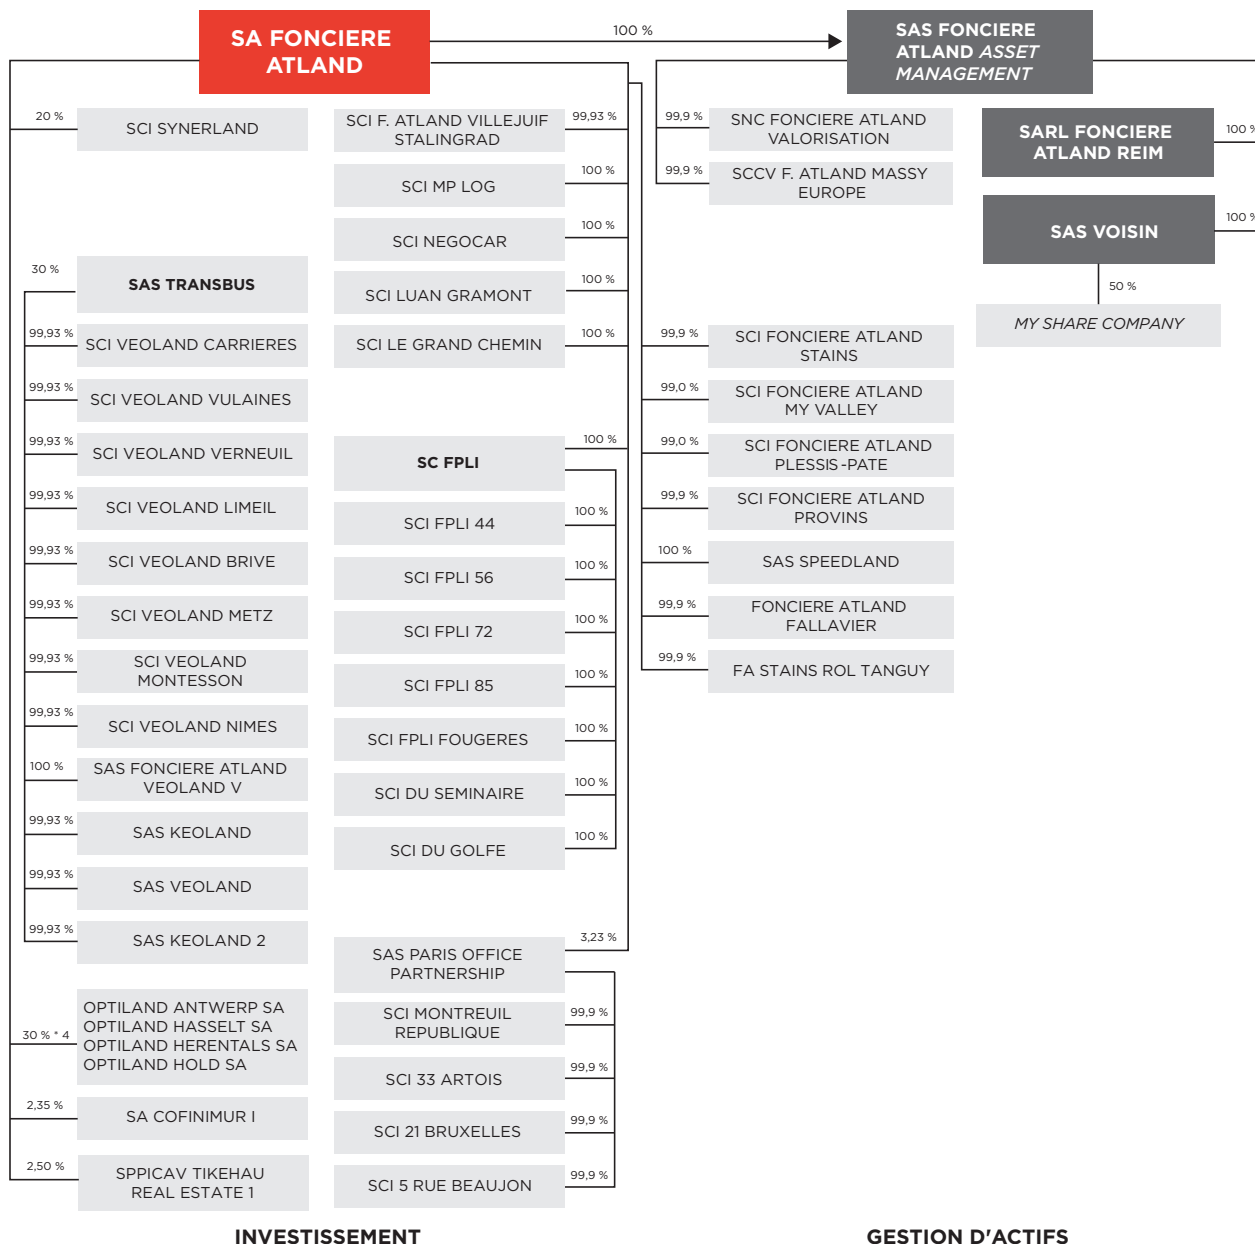 SA FONCIERE
ATLAND
100 %
SAS FONCIERE
ATLAND ASSET
MANAGEMENT
20 %
SCI SYNERLAND
30 %
SAS TRANSBUS
99,93 %
SCI VEOLAND CARRIERES
99,93 %
SCI VEOLAND VULAINES
99,93 %
SCI VEOLAND VERNEUIL
99,93 %
SCI VEOLAND LIMEIL
99,93 %
SCI VEOLAND BRIVE
99,93 %
SCI VEOLAND METZ
99,93 %
SCI VEOLAND
MONTESSON
99,93 %
SCI VEOLAND NIMES
100 %
SAS FONCIERE ATLAND
VEOLAND V
99,93 %
SAS KEOLAND
99,93 %
SAS VEOLAND
99,93 %
SAS KEOLAND 2
30 % * 4
OPTILAND ANTWERP SA
OPTILAND HASSELT SA
OPTILAND HERENTALS SA
OPTILAND HOLD SA
2,35 %
SA COFINIMUR I
2,50 %
SPPICAV TIKEHAU
REAL ESTATE 1
SCI F. ATLAND VILLEJUIF
STALINGRAD
99,93 %
SCI MP LOG
100 %
SCI NEGOCAR
100 %
SCI LUAN GRAMONT
100 %
SCI LE GRAND CHEMIN
100 %
SC FPLI
100 %
SCI FPLI 44
100 %
SCI FPLI 56
100 %
SCI FPLI 72
100 %
SCI FPLI 85
100 %
SCI FPLI FOUGERES
100 %
SCI DU SEMINAIRE
100 %
SCI DU GOLFE
100 %
SAS PARIS OFFICE
PARTNERSHIP
3,23 %
SCI MONTREUIL
REPUBLIQUE
99,9 %
SCI 33 ARTOIS
99,9 %
SCI 21 BRUXELLES
99,9 %
SCI 5 RUE BEAUJON
99,9 %
99,9 %
SNC FONCIERE ATLAND
VALORISATION
99,9 %
SCCV F. ATLAND MASSY
EUROPE
99,9 %
SCI FONCIERE ATLAND
STAINS
99,0 %
SCI FONCIERE ATLAND
MY VALLEY
99,0 %
SCI FONCIERE ATLAND
PLESSIS-PATE
99,9 %
SCI FONCIERE ATLAND
PROVINS
100 %
SAS SPEEDLAND
99,9 %
FONCIERE ATLAND
FALLAVIER
99,9 %
FA STAINS ROL TANGUY
SARL FONCIERE
ATLAND REIM
100 %
SAS VOISIN
100 %
50 %
MY SHARE COMPANY
INVESTISSEMENT
GESTION D'ACTIFS